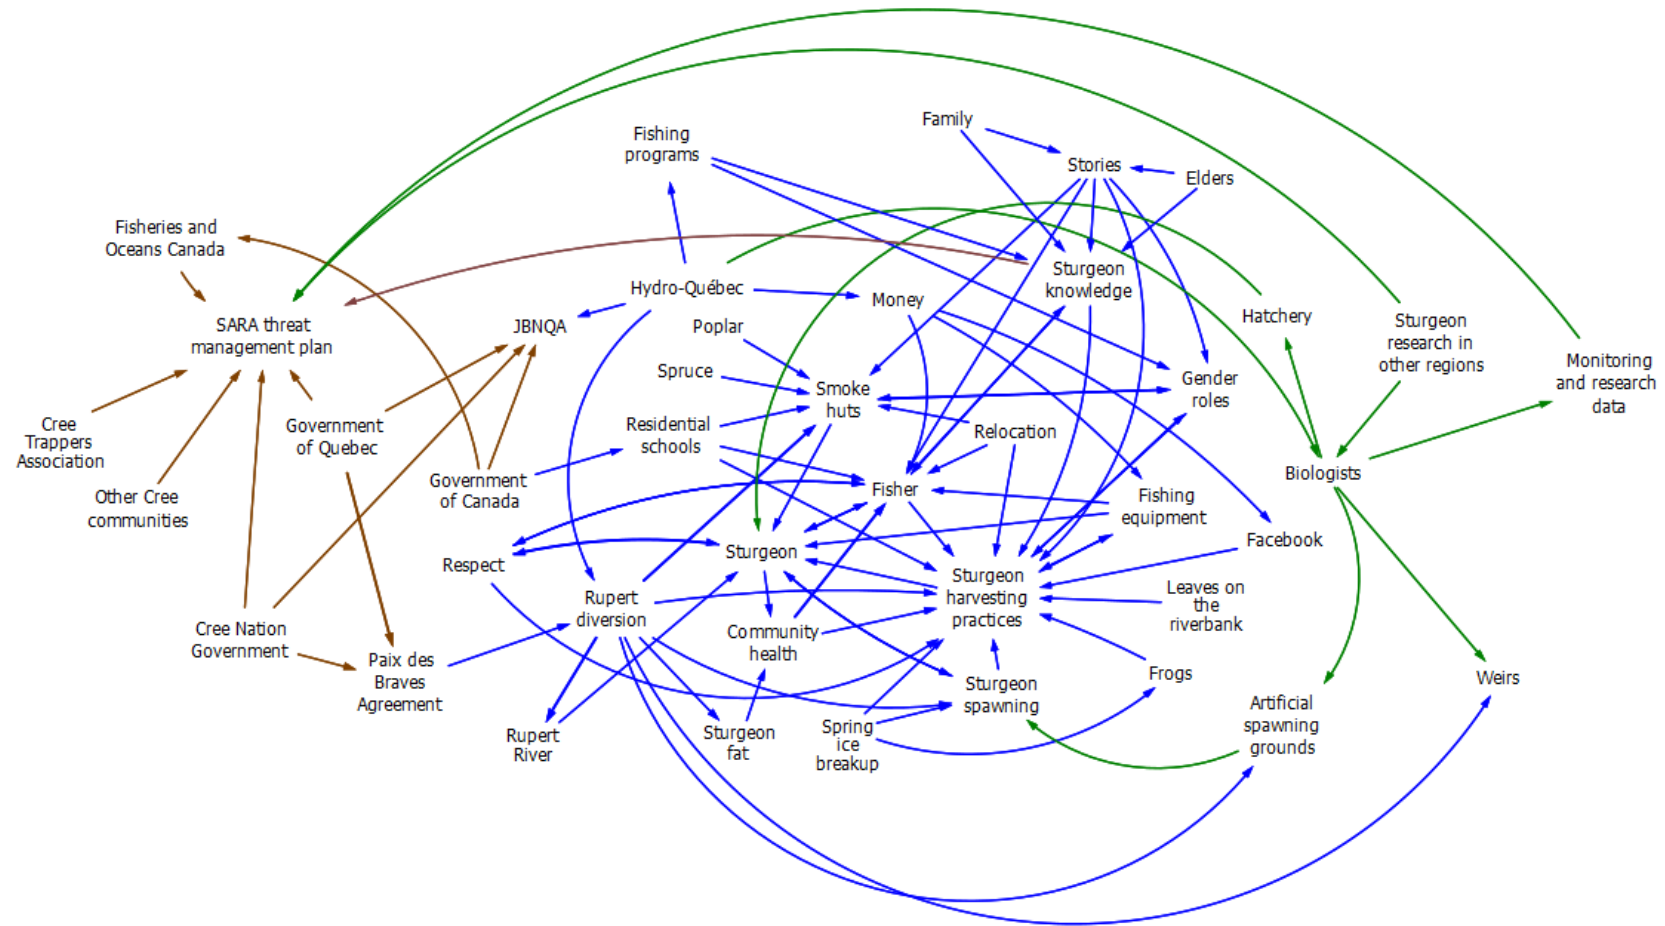 Family
Fishing
programs
Stories
Elders
Fisheries and
Oceans Canada
Sturgeon
knowledge
Hydro-Québec
Money
Hatchery
SARA threat
management plan
JBNQA
Poplar
Sturgeon
research in
other regions
Monitoring
and research
data
Spruce
Smoke
huts
Gender
roles
Cree
Trappers
Association
Government
of Quebec
Residential
schools
Relocation
Biologists
Government
of Canada
Fisher
Other Cree
communities
Fishing
equipment
Respect
Sturgeon
Facebook
Sturgeon
harvesting
practices
Leaves on
the
riverbank
Rupert
diversion
Cree Nation
Government
Community
health
Paix des
Braves
Agreement
Frogs
Weirs
Sturgeon
spawning
Artificial
spawning
grounds
Rupert
River
Sturgeon
fat
Spring
ice
breakup